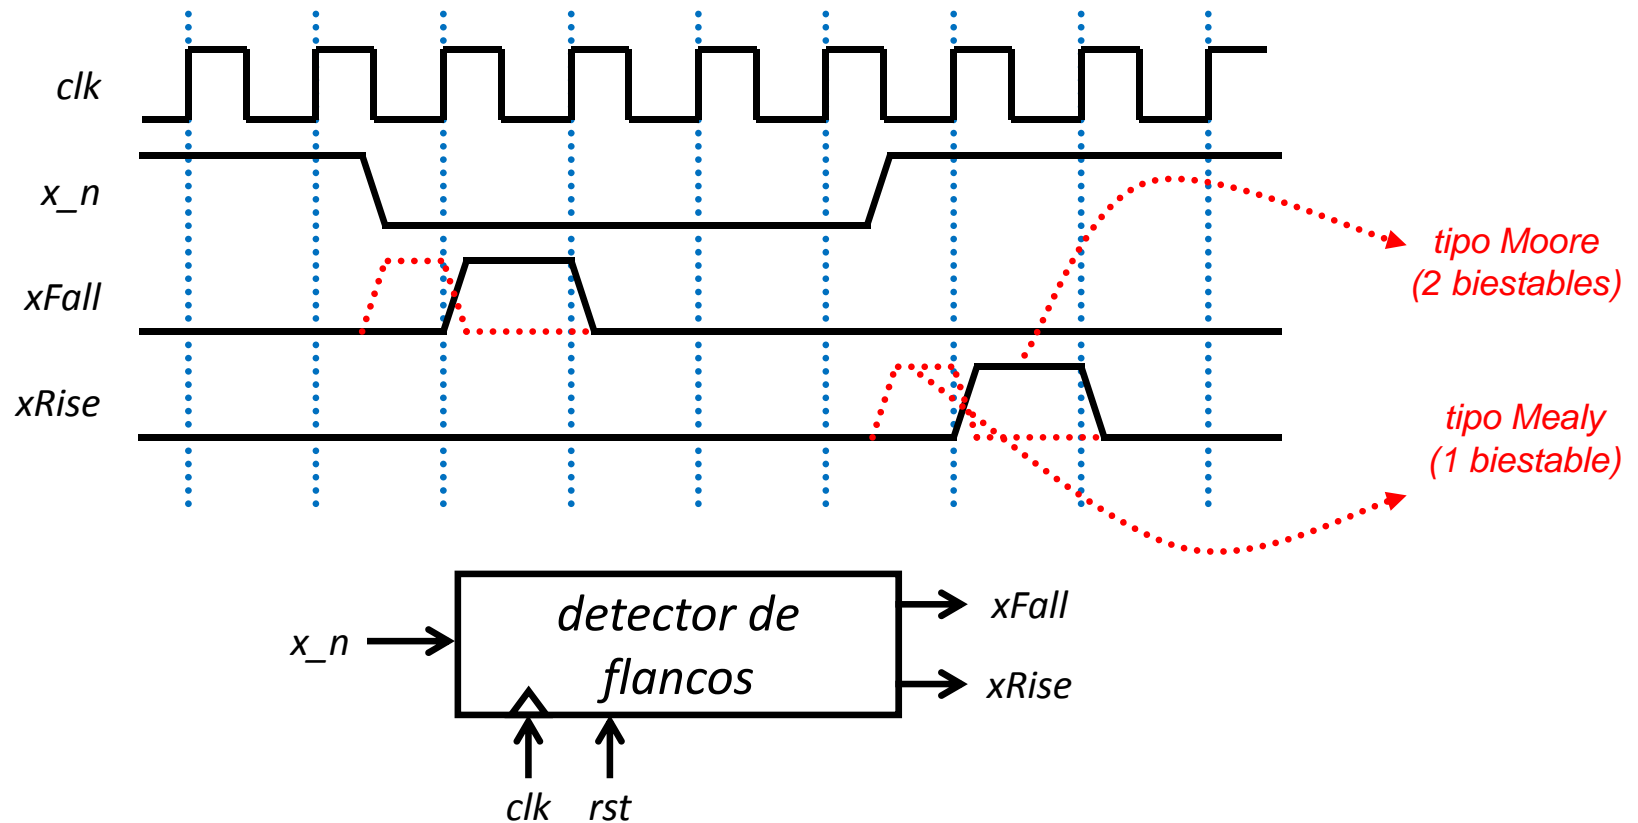 clk
x_n
xFall
xRise
tipo Moore
(2 biestables)
tipo Mealy
(1 biestable)
x_n
detector de
flancos
xFall
xRise
clk
rst